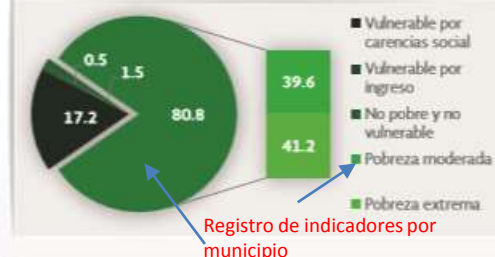 0.5
1.5
17.2
80.8
39.6
41.2
Vulnerable por
carencias social
Vulnerable por
ingreso
No pobre y no
vulnerable
Pobreza moderada
Pobreza extrema
Registro de indicadores por
municipio